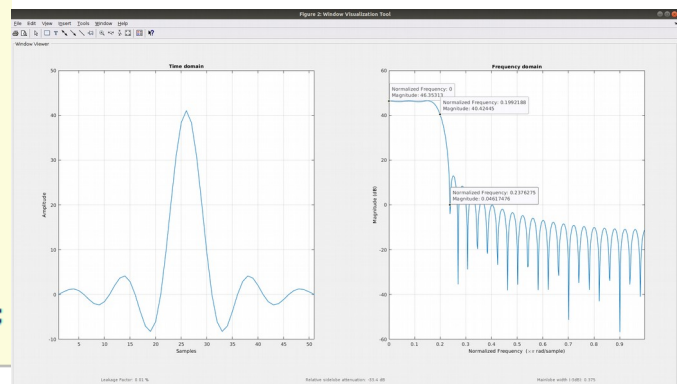 Figure 2: Window Visualization Tool
File Edit View Insert Tools Window Help
Window Viewer
Time domain
50
40
30
20
10
0
-10
Amplitude
5 10 15 20 25 30 35 40 45 50
Samples
Frequency domain
60
40
20
0
-20
-40
-60
Magnitude (dB)
Normalized Frequency: 0
Magnitude: 46.35313
Normalized Frequency: 0.1992188
Magnitude: 40.62445
Normalized Frequency: 0.2376275
Magnitude: 0.04617476
0 0.1 0.2 0.3 0.4 0.5 0.6 0.7 0.8 0.9
Normalized Frequency (×π rad/sample)
Leakage Factor: 0.01 %
Relative sidelobe attenuation: -33.4 dB
Mainlobe width (-3dB): 0.375